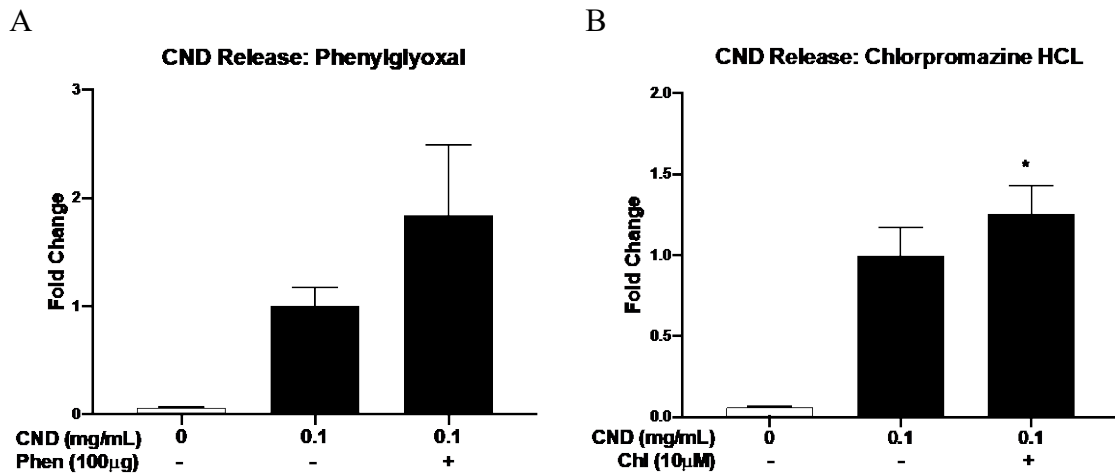 A
CND Release: Phenylglyoxal
3
2
1
0
Fold Change
CND (mg/mL) 0 0.1 0.1
Phen (100µg) - - +
B
CND Release: Chlorpromazine HCL
2.0
1.5
1.0
0.5
0.0
Fold Change
*
CND (mg/mL) 0 0.1 0.1
Chl (10µM) - - +